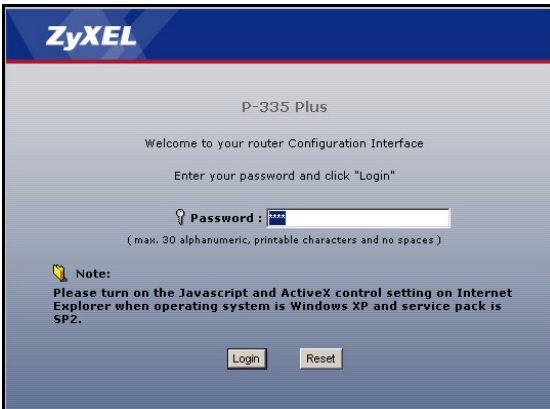 ZyXEL
P-335 Plus
Welcome to your router Configuration Interface
Enter your password and click "Login"
Password : ****
( max. 30 alphanumeric, printable characters and no spaces )
Note:
Please turn on the Javascript and ActiveX control setting on Internet
Explorer when operating system is Windows XP and service pack is
SP2.
Login Reset